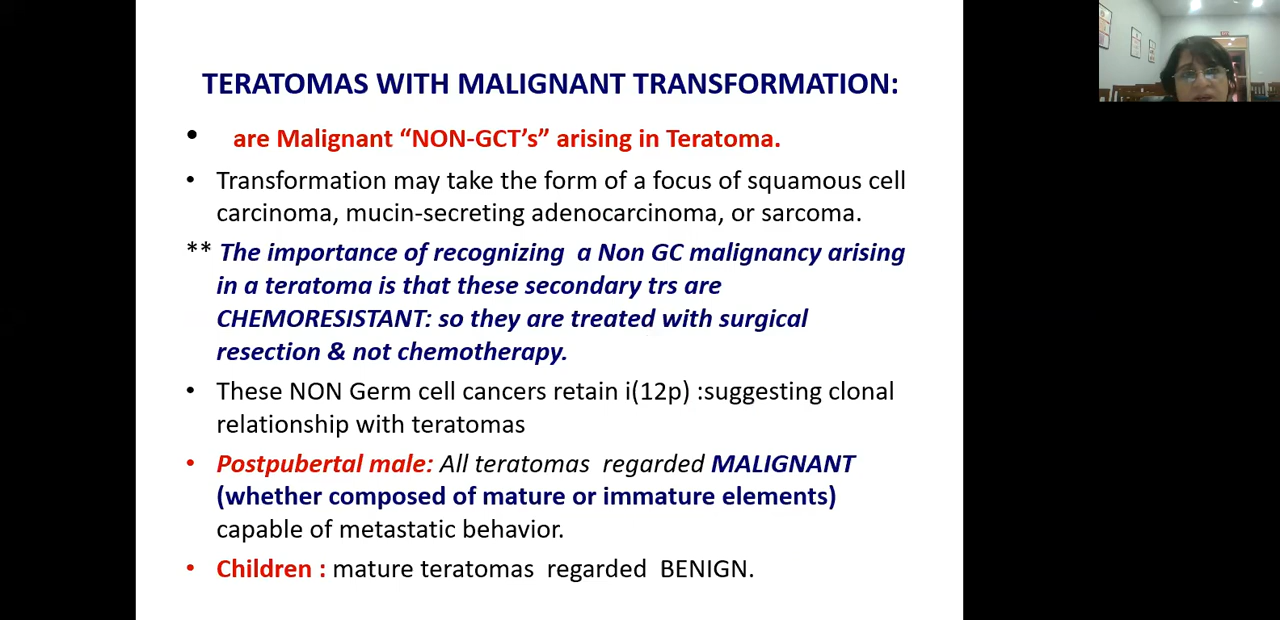 TERATOMAS WITH MALIGNANT TRANSFORMATION:
• are Malignant “NON-GCT’s” arising in Teratoma.
• Transformation may take the form of a focus of squamous cell
carcinoma, mucin-secreting adenocarcinoma, or sarcoma.
** The importance of recognizing a Non GC malignancy arising
in a teratoma is that these secondary trs are
CHEMORESISTANT: so they are treated with surgical
resection & not chemotherapy.
• These NON Germ cell cancers retain i(12p) :suggesting clonal
relationship with teratomas
• Postpubertal male: All teratomas regarded MALIGNANT
(whether composed of mature or immature elements)
capable of metastatic behavior.
• Children : mature teratomas regarded BENIGN.